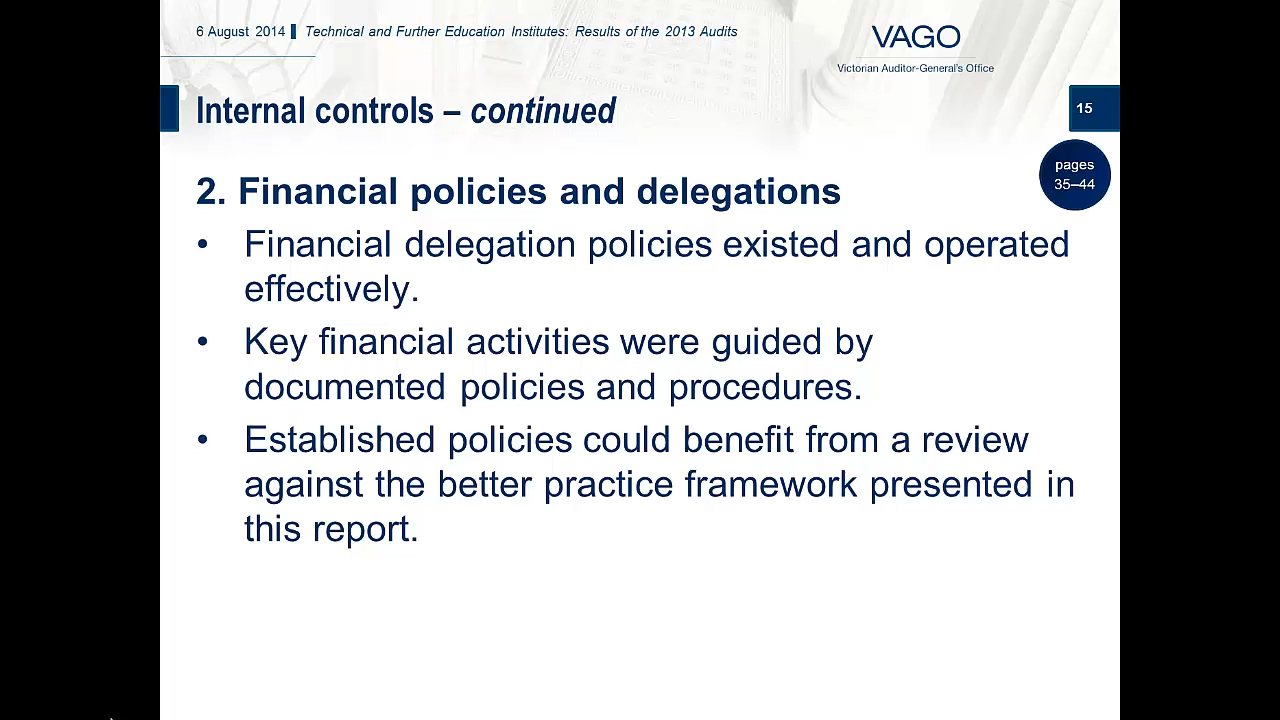 6 August 2014 Technical and Further Education Institutes: Results of the 2013 Audits
VAGO
Victorian Auditor-General's Office
Internal controls – continued
15
pages
35–44
2. Financial policies and delegations
• Financial delegation policies existed and operated
effectively.
• Key financial activities were guided by
documented policies and procedures.
• Established policies could benefit from a review
against the better practice framework presented in
this report.